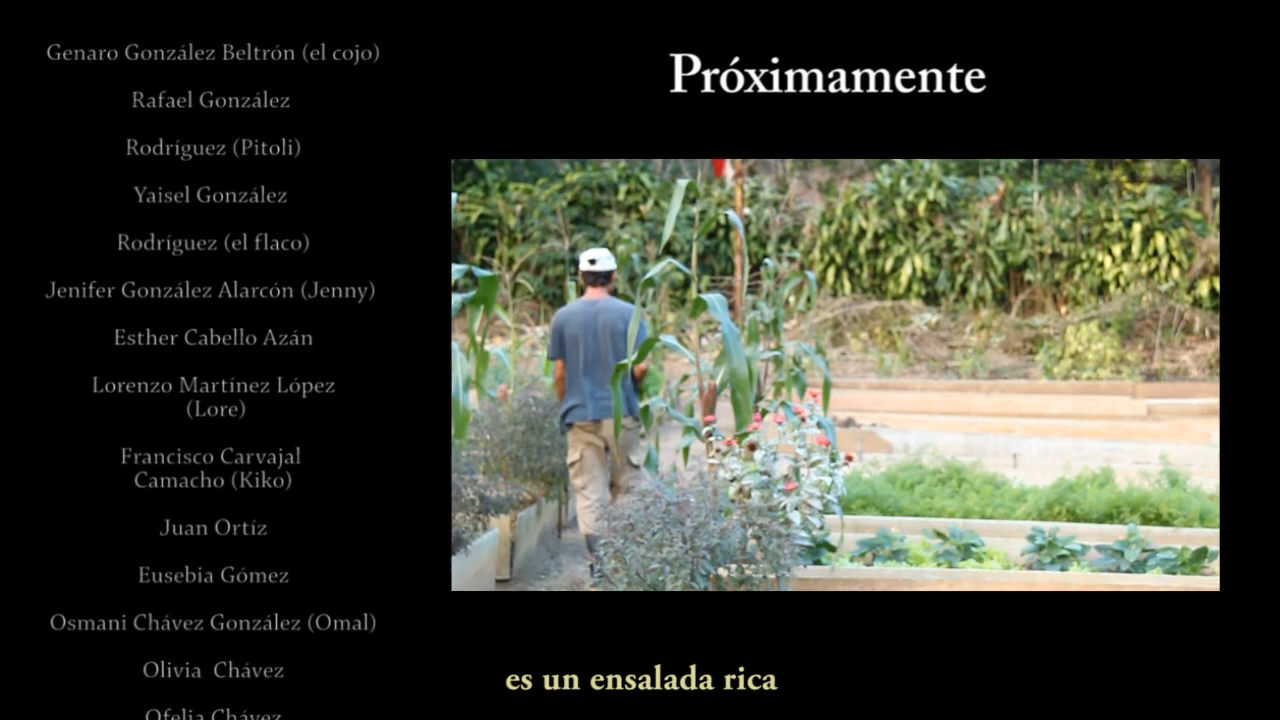 Genaro González Beltrón (el cojo)
Rafael González
Rodríguez (Pitoli)
Yaisel González
Rodríguez (el flaco)
Jenifer González Alarcón (Jenny)
Esther Cabello Azán
Lorenzo Martínez López
(Lore)
Francisco Carvajal
Camacho (Kiko)
Juan Ortíz
Eusebia Gómez
Osmani Chávez González (Omal)
Olivia Chávez
Ofelia Chávez
Próximamente
es un ensalada rica